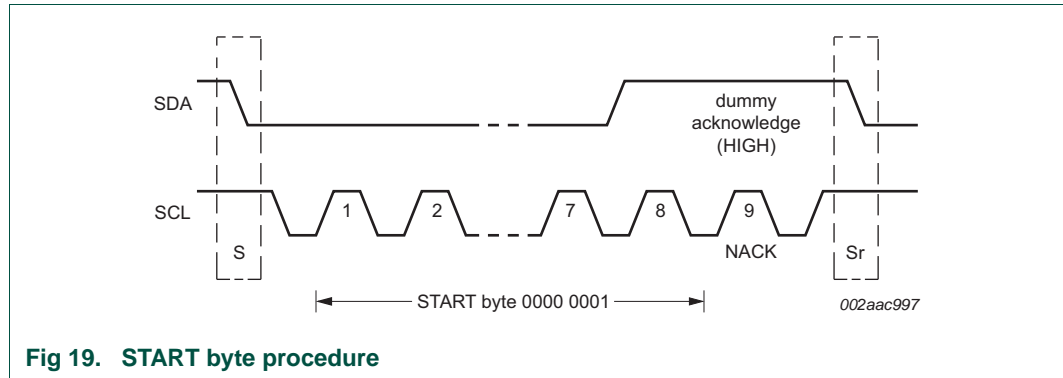 SDA
dummy
acknowledge
(HIGH)
SCL
1
2
7
8
9
S
NACK
Sr
START byte 0000 0001
002aac997
Fig 19. START byte procedure